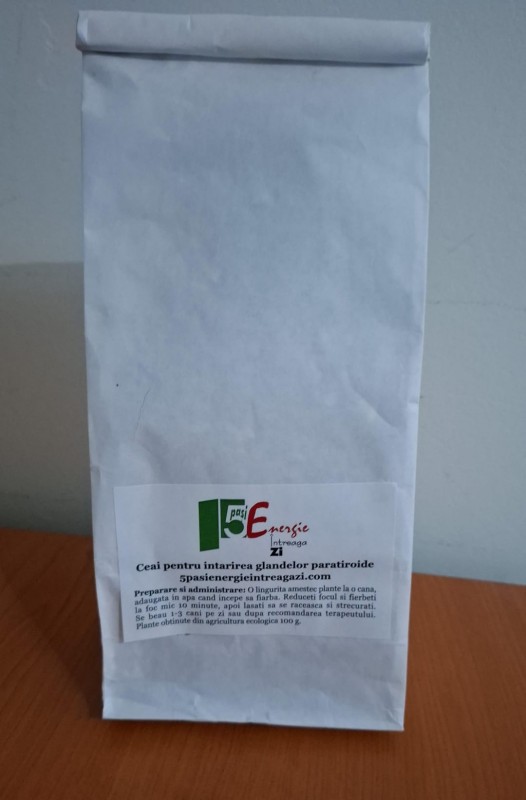 5
pasi
Energie
intreaga
Zi
Ceai pentru intarirea glandelor paratiroide
5pasienergieintreagazi.com
Preparare si administrare: O lingurita amestec plante la o cana,
adaugata in apa cand incepe sa fiarba. Reduceti focul si fierbeti
la foc mic 10 minute, apoi lasati sa se raceasca si strecurati.
Se beau 1-3 cani pe zi sau dupa recomandarea terapeutului.
Plante obtinute din agricultura ecologica 100 g.